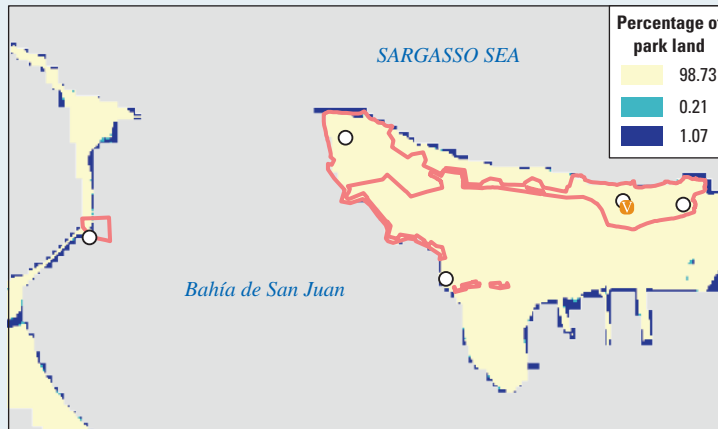 Percentage of
park land
98.73
0.21
1.07
SARGASSO SEA
Bahía de San Juan
V